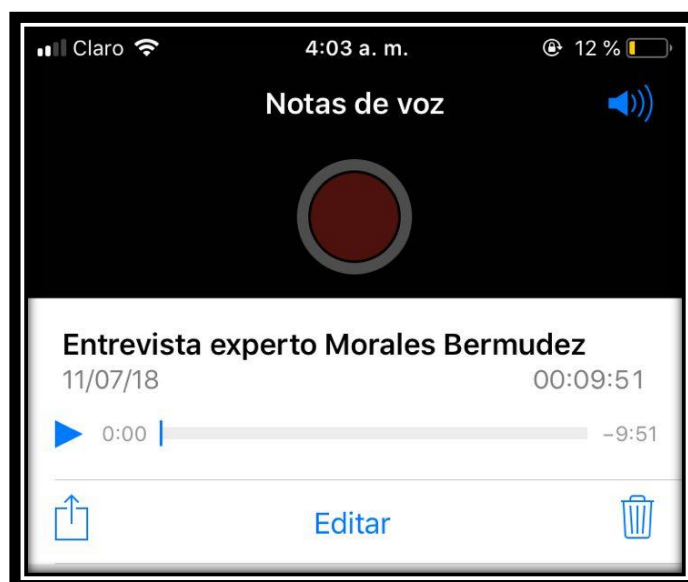 Claro 4:03 a. m. 12 %
Notas de voz
Entrevista experto Morales Bermudez
11/07/18 00:09:51
0:00 −9:51
Editar